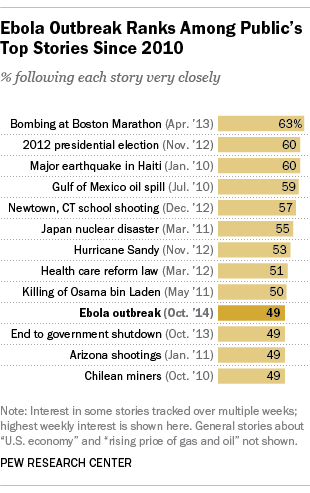 Ebola Outbreak Ranks Among Public's
Top Stories Since 2010
% following each story very closely
Bombing at Boston Marathon (Apr. '13) 63%
2012 presidential election (Nov. '12) 60
Major earthquake in Haiti (Jan. '10) 60
Gulf of Mexico oil spill (Jul. '10) 59
Newtown, CT school shooting (Dec. '12) 57
Japan nuclear disaster (Mar. '11) 55
Hurricane Sandy (Nov. '12) 53
Health care reform law (Mar. '12) 51
Killing of Osama bin Laden (May '11) 50
Ebola outbreak (Oct. '14) 49
End to government shutdown (Oct. '13) 49
Arizona shootings (Jan. '11) 49
Chilean miners (Oct. '10) 49
Note: Interest in some stories tracked over multiple weeks;
highest weekly interest is shown here. General stories about
"U.S. economy" and "rising price of gas and oil" not shown.
PEW RESEARCH CENTER